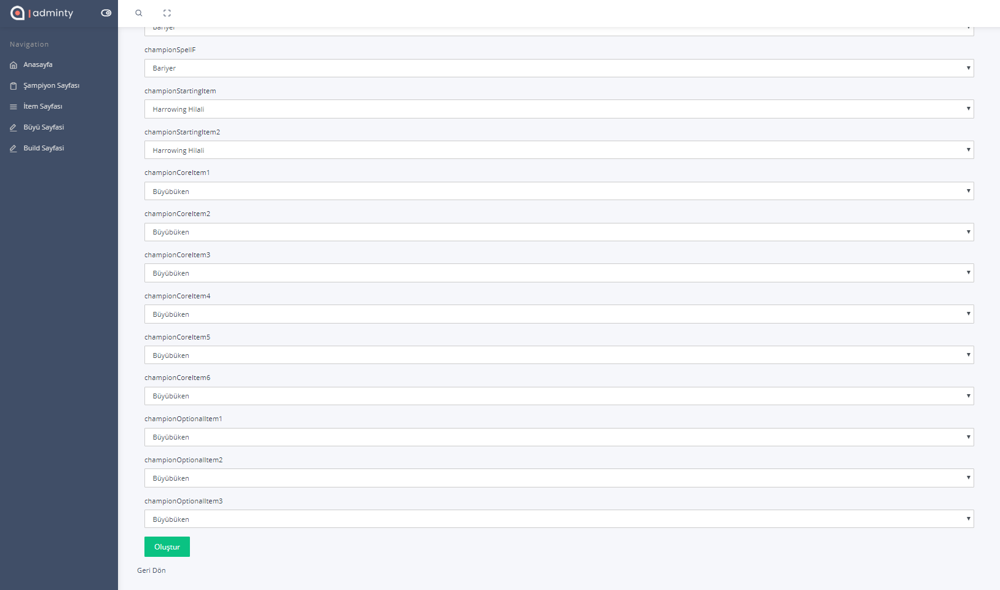 adminty
Navigation
Anasayfa
Şampiyon Sayfası
İtem Sayfası
Büyü Sayfasi
Build Sayfasi
Bariyer
championSpellF
Bariyer
championStartingItem
Harrowing Hilali
championStartingItem2
Harrowing Hilali
championCoreItem1
Büyübüken
championCoreItem2
Büyübüken
championCoreItem3
Büyübüken
championCoreItem4
Büyübüken
championCoreItem5
Büyübüken
championCoreItem6
Büyübüken
championOptionalItem1
Büyübüken
championOptionalItem2
Büyübüken
championOptionalItem3
Büyübüken
Oluştur
Geri Dön